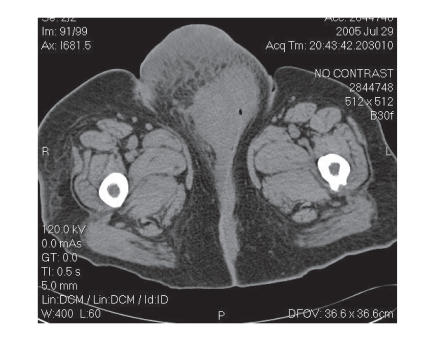 Se: 2/2
Im: 91/99
Ax: I681.5
Acc: 2844748
2005 Jul 29
Acq Tm: 20:43:42.203010
NO CONTRAST
2844748
512 x 512
B30f
R
L
120.0 kV
0.0 mAs
GT: 0.0
TI: 0.5 s
5.0 mm
Lin:DCM / Lin:DCM / Id:ID
W:400 L:60
P
DFOV: 36.6 x 36.6cm